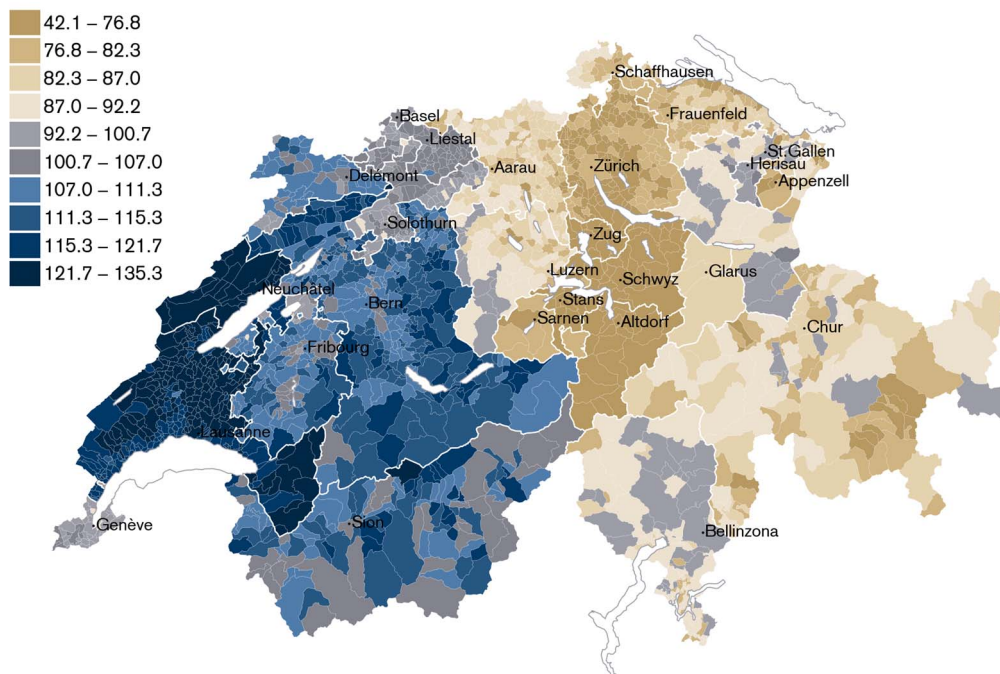 42.1 – 76.8
76.8 – 82.3
82.3 – 87.0
87.0 – 92.2
92.2 – 100.7
100.7 – 107.0
107.0 – 111.3
111.3 – 115.3
115.3 – 121.7
121.7 – 135.3
Schaffhausen
Basel
Frauenfeld
Liestal
St.Gallen
Herisau
Aarau
Zürich
Delémont
Appenzell
Solothurn
Zug
Luzern
Schwyz
Glarus
Neuchâtel
Stans
Bern
Sarnen
Altdorf
Chur
Fribourg
Lausanne
Genève
Sion
Bellinzona